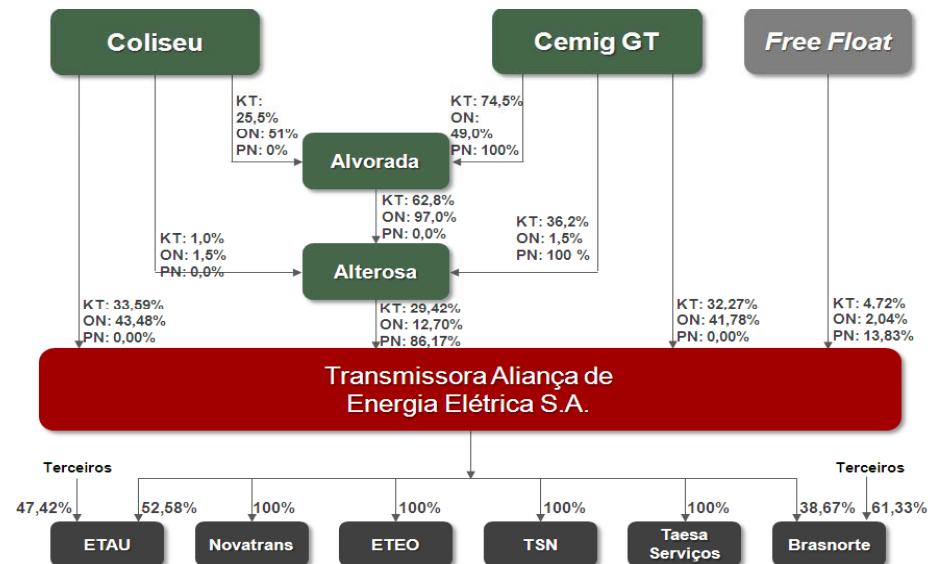 Coliseu
Cemig GT
Free Float
KT:
25,5%
ON: 51%
PN: 0%
KT: 74,5%
ON:
49,0%
PN: 100%
Alvorada
KT: 62,8%
ON: 97,0%
PN: 0,0%
KT: 1,0%
ON: 1,5%
PN: 0,0%
KT: 36,2%
ON: 1,5%
PN: 100 %
Alterosa
KT: 33,59%
ON: 43,48%
PN: 0,00%
KT: 29,42%
ON: 12,70%
PN: 86,17%
KT: 32,27%
ON: 41,78%
PN: 0,00%
KT: 4.72%
ON: 2,04%
PN: 13,83%
Transmissora Aliança de
Energia Elétrica S.A.
Terceiros
Terceiros
47,42%
52,58%
100%
100%
100%
100%
38,67%
61,33%
ETAU
Novatrans
ETEO
TSN
Taesa
Serviços
Brasnorte